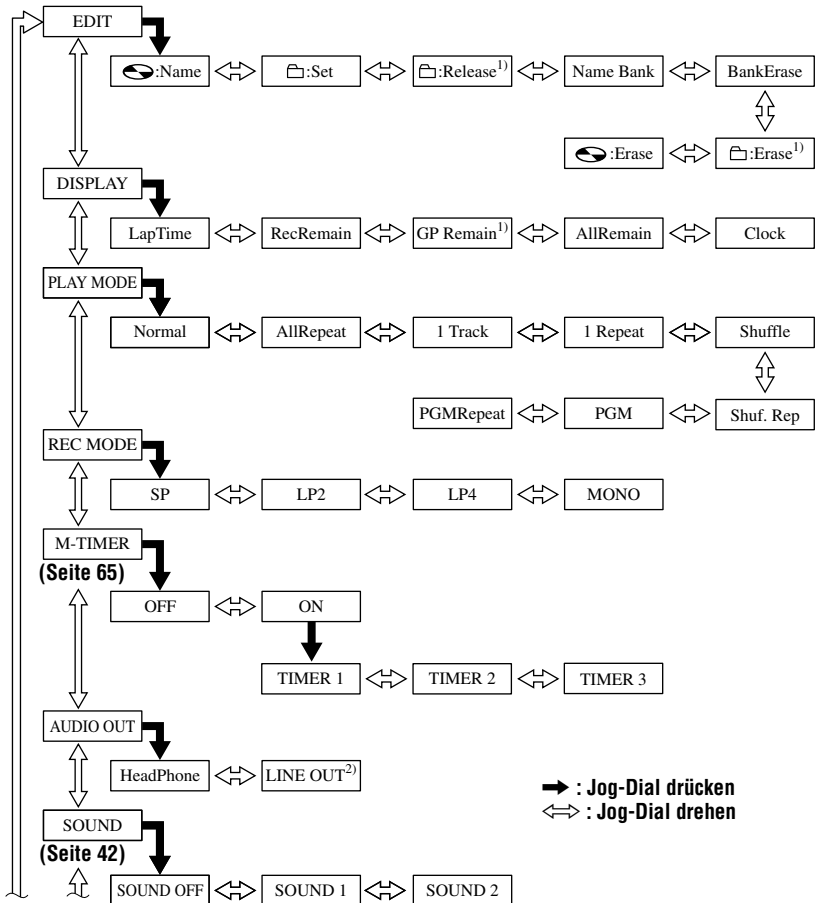 EDIT
:Name :Set :Release1) Name Bank BankErase
:Erase :Erase1)
DISPLAY
LapTime RecRemain GP Remain1) AllRemain Clock
PLAY MODE
Normal AllRepeat 1 Track 1 Repeat Shuffle
PGMRepeat PGM Shuf. Rep
REC MODE
SP LP2 LP4 MONO
M-TIMER
(Seite 65)
OFF ON
TIMER 1 TIMER 2 TIMER 3
AUDIO OUT
HeadPhone LINE OUT2)
: Jog-Dial drücken
: Jog-Dial drehen
SOUND
(Seite 42)
SOUND OFF SOUND 1 SOUND 2